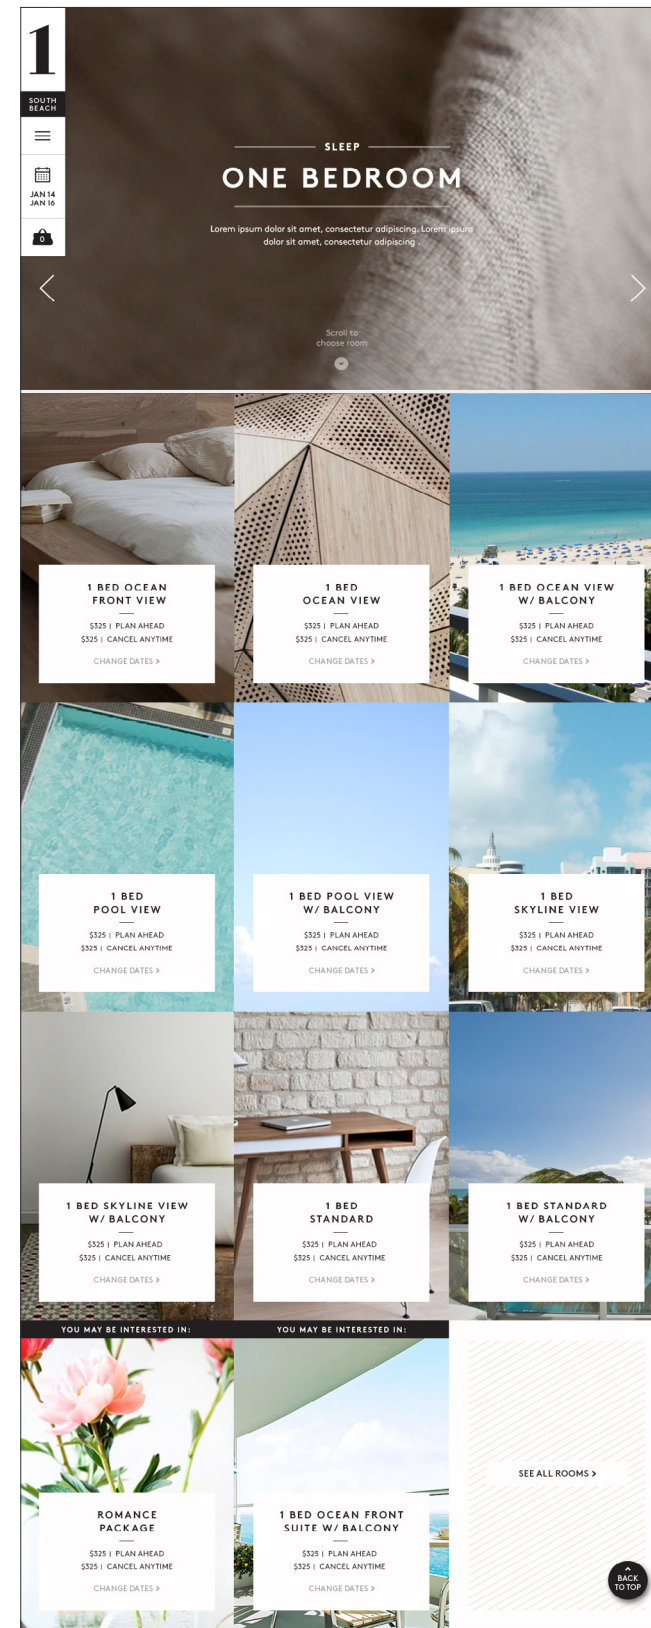 1
SOUTH
BEACH
JAN 14
JAN 16
0
SLEEP
ONE BEDROOM
Lorem ipsum dolor sit amet, consectetur adipiscing. Lorem ipsum
dolor sit amet, consectetur adipiscing .
Scroll to
choose room
1 BED OCEAN
FRONT VIEW
$325 | PLAN AHEAD
$325 | CANCEL ANYTIME
CHANGE DATES >
1 BED
OCEAN VIEW
$325 | PLAN AHEAD
$325 | CANCEL ANYTIME
CHANGE DATES >
1 BED OCEAN VIEW
W/ BALCONY
$325 | PLAN AHEAD
$325 | CANCEL ANYTIME
CHANGE DATES >
1 BED
POOL VIEW
$325 | PLAN AHEAD
$325 | CANCEL ANYTIME
CHANGE DATES >
1 BED POOL VIEW
W/ BALCONY
$325 | PLAN AHEAD
$325 | CANCEL ANYTIME
CHANGE DATES >
1 BED
SKYLINE VIEW
$325 | PLAN AHEAD
$325 | CANCEL ANYTIME
CHANGE DATES >
1 BED SKYLINE VIEW
W/ BALCONY
$325 | PLAN AHEAD
$325 | CANCEL ANYTIME
CHANGE DATES >
1 BED
STANDARD
$325 | PLAN AHEAD
$325 | CANCEL ANYTIME
CHANGE DATES >
1 BED STANDARD
W/ BALCONY
$325 | PLAN AHEAD
$325 | CANCEL ANYTIME
CHANGE DATES >
YOU MAY BE INTERESTED IN:
ROMANCE
PACKAGE
$325 | PLAN AHEAD
$325 | CANCEL ANYTIME
CHANGE DATES >
YOU MAY BE INTERESTED IN:
1 BED OCEAN FRONT
SUITE W/ BALCONY
$325 | PLAN AHEAD
$325 | CANCEL ANYTIME
CHANGE DATES >
SEE ALL ROOMS >
BACK
TO TOP